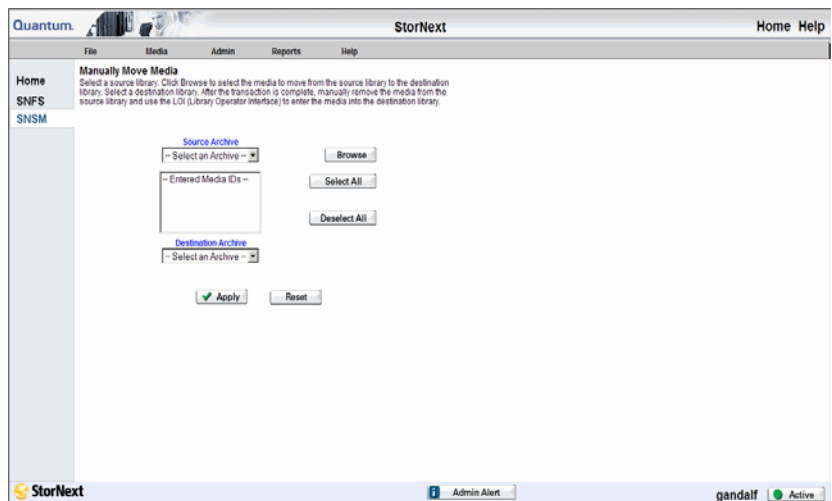 Quantum.
StorNext
Home Help
File Media Admin Reports Help
Home
SNFS
SNSM
Manually Move Media
Select a source library. Click Browse to select the media to move from the source library to the destination
library. Select a destination library. After the transaction is complete, manually remove the media from the
source library and use the LOI (Library Operator Interface) to enter the media into the destination library.
Source Archive
-- Select an Archive --
Browse
-- Entered Media IDs --
Select All
Deselect All
Destination Archive
-- Select an Archive --
Apply
Reset
StorNext
Admin Alert
gandalf
Active